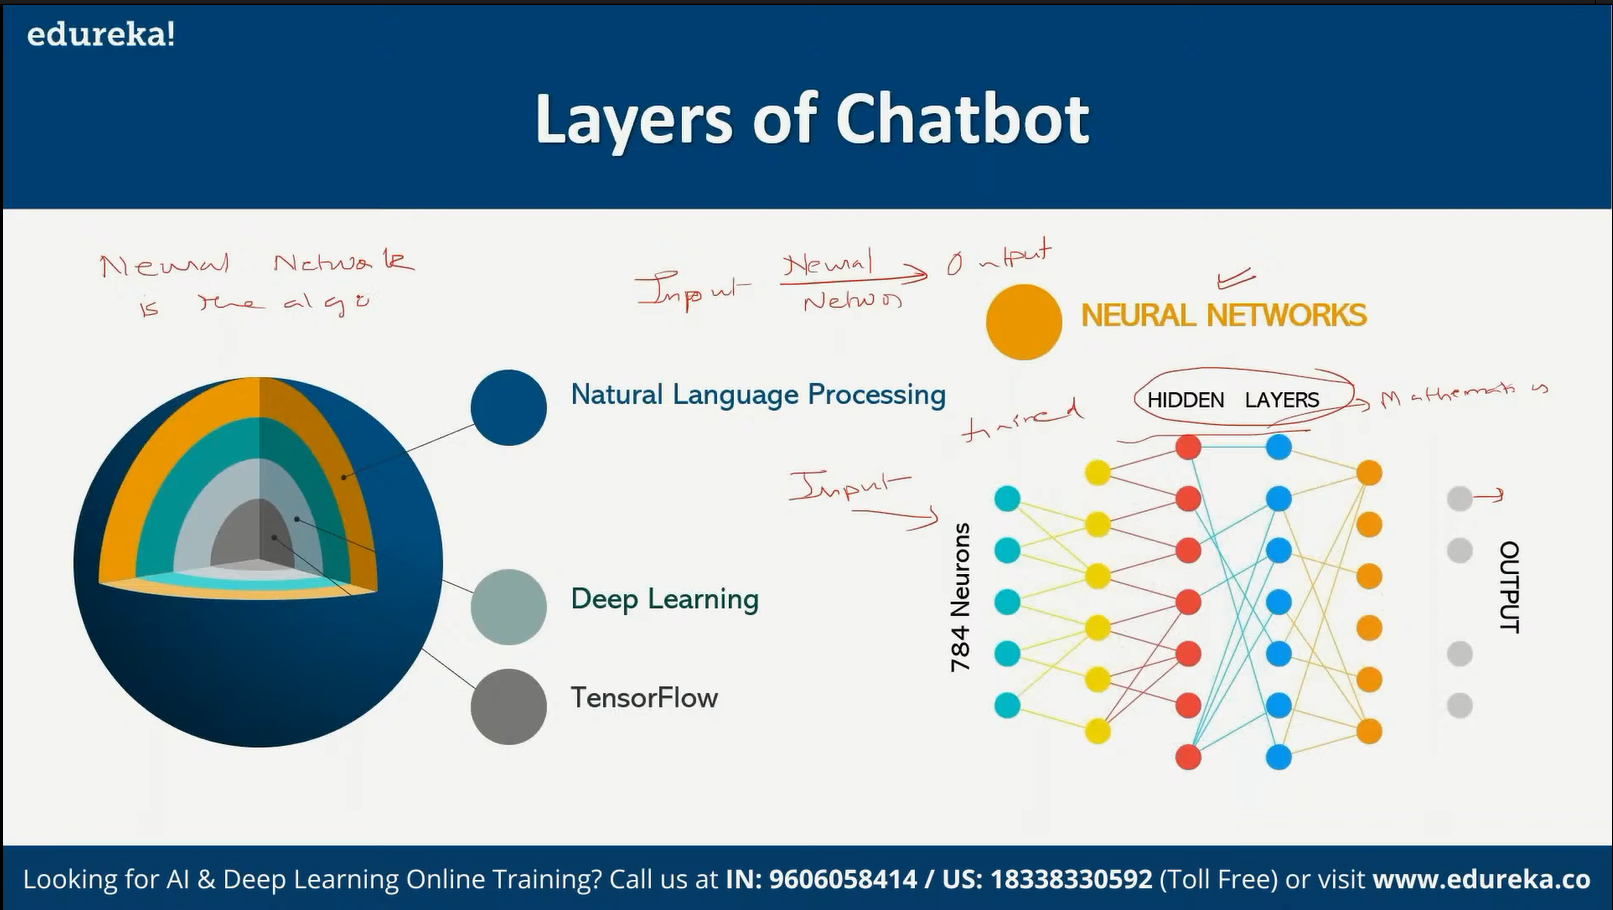 edureka!
Layers of Chatbot
Neural Network
is the algo
Input Neural Network Output
NEURAL NETWORKS
Natural Language Processing
trained
HIDDEN LAYERS
Input
784 Neurons
OUTPUT
Deep Learning
TensorFlow
Looking for AI & Deep Learning Online Training? Call us at IN: 9606058414 / US: 18338330592 (Toll Free) or visit www.edureka.co